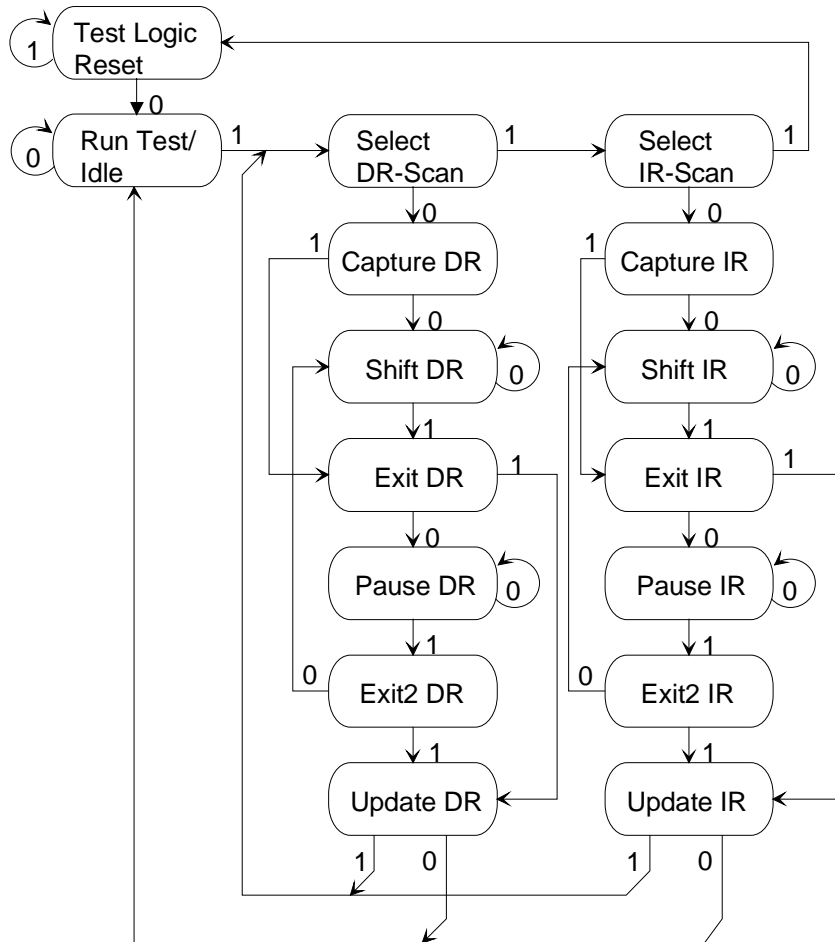 Test Logic
Reset
1
0
Run Test/
Idle
0
1
Select
DR-Scan
1
Select
IR-Scan
1
0
0
1
Capture DR
1
Capture IR
0
0
Shift DR
0
Shift IR
0
1
1
Exit DR
1
Exit IR
1
0
0
Pause DR
0
Pause IR
0
1
1
0
Exit2 DR
0
Exit2 IR
1
1
Update DR
Update IR
1
0
1
0